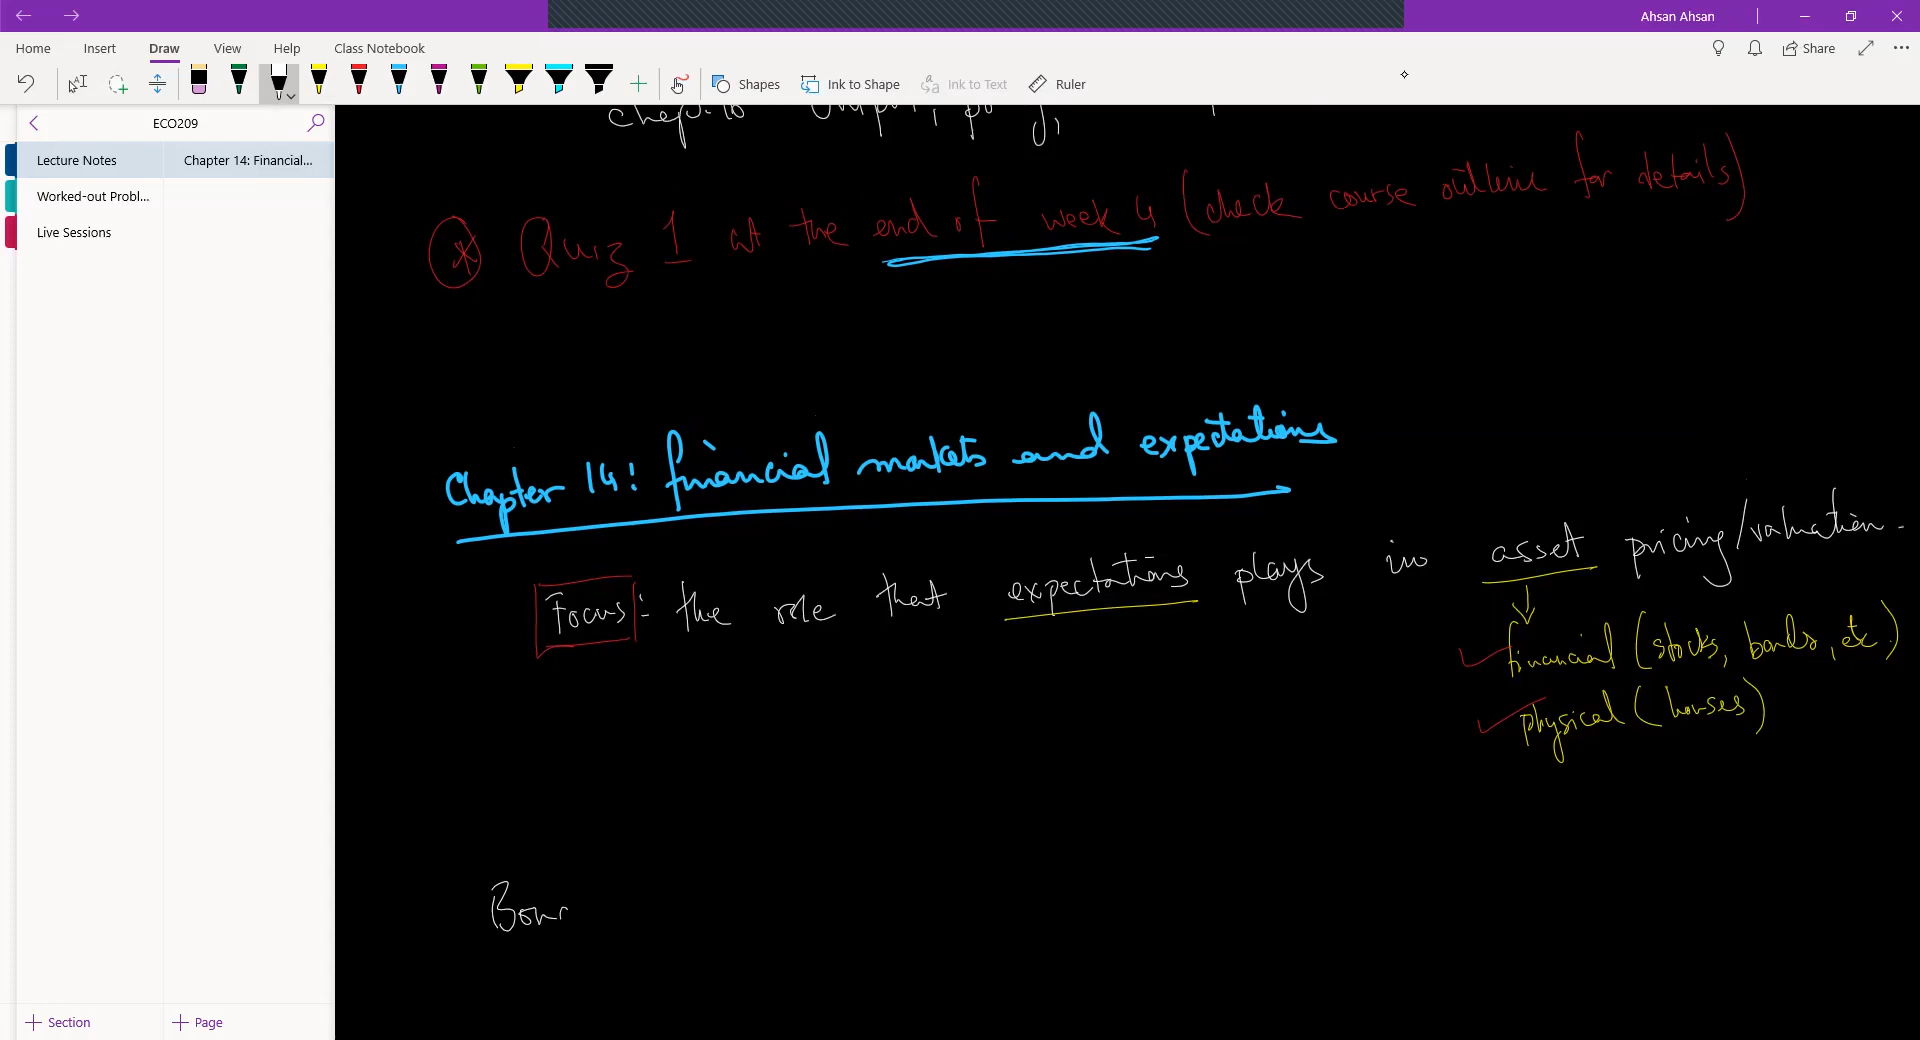 Ahsan Ahsan
Home Insert Draw View Help Class Notebook Share
Shapes Ink to Shape Ink to Text Ruler
ECO209
Lecture Notes Chapter 14: Financial...
Worked-out Probl...
Live Sessions
* Quiz 1 at the end of week 4 (check course outline for details)
Chapter 14: financial markets and expectations
Focus: the role that expectations plays in asset pricing/valuation.
financial (stocks, bonds, etc)
physical (houses)
Bon
+ Section + Page